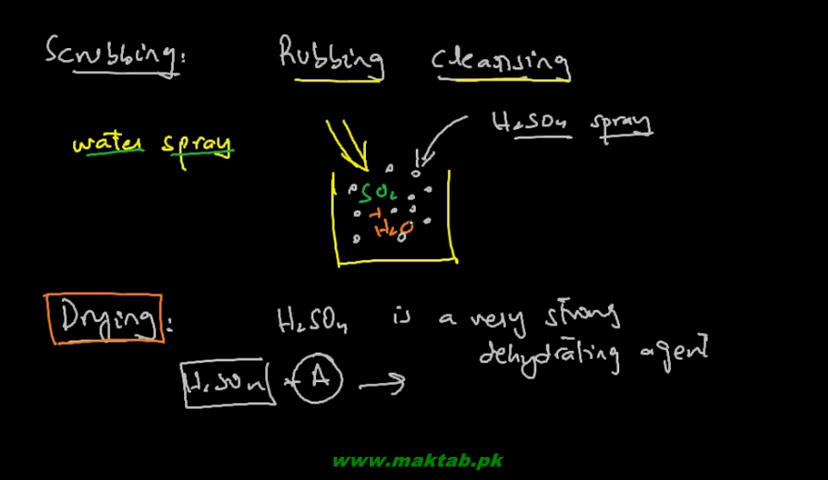 Scrubbing: Rubbing cleansing
water spray H₂SO₄ spray
SO₂
+
H₂O
Drying: H₂SO₄ is a very strong
dehydrating agent
H₂SO₄ + A →
www.maktab.pk